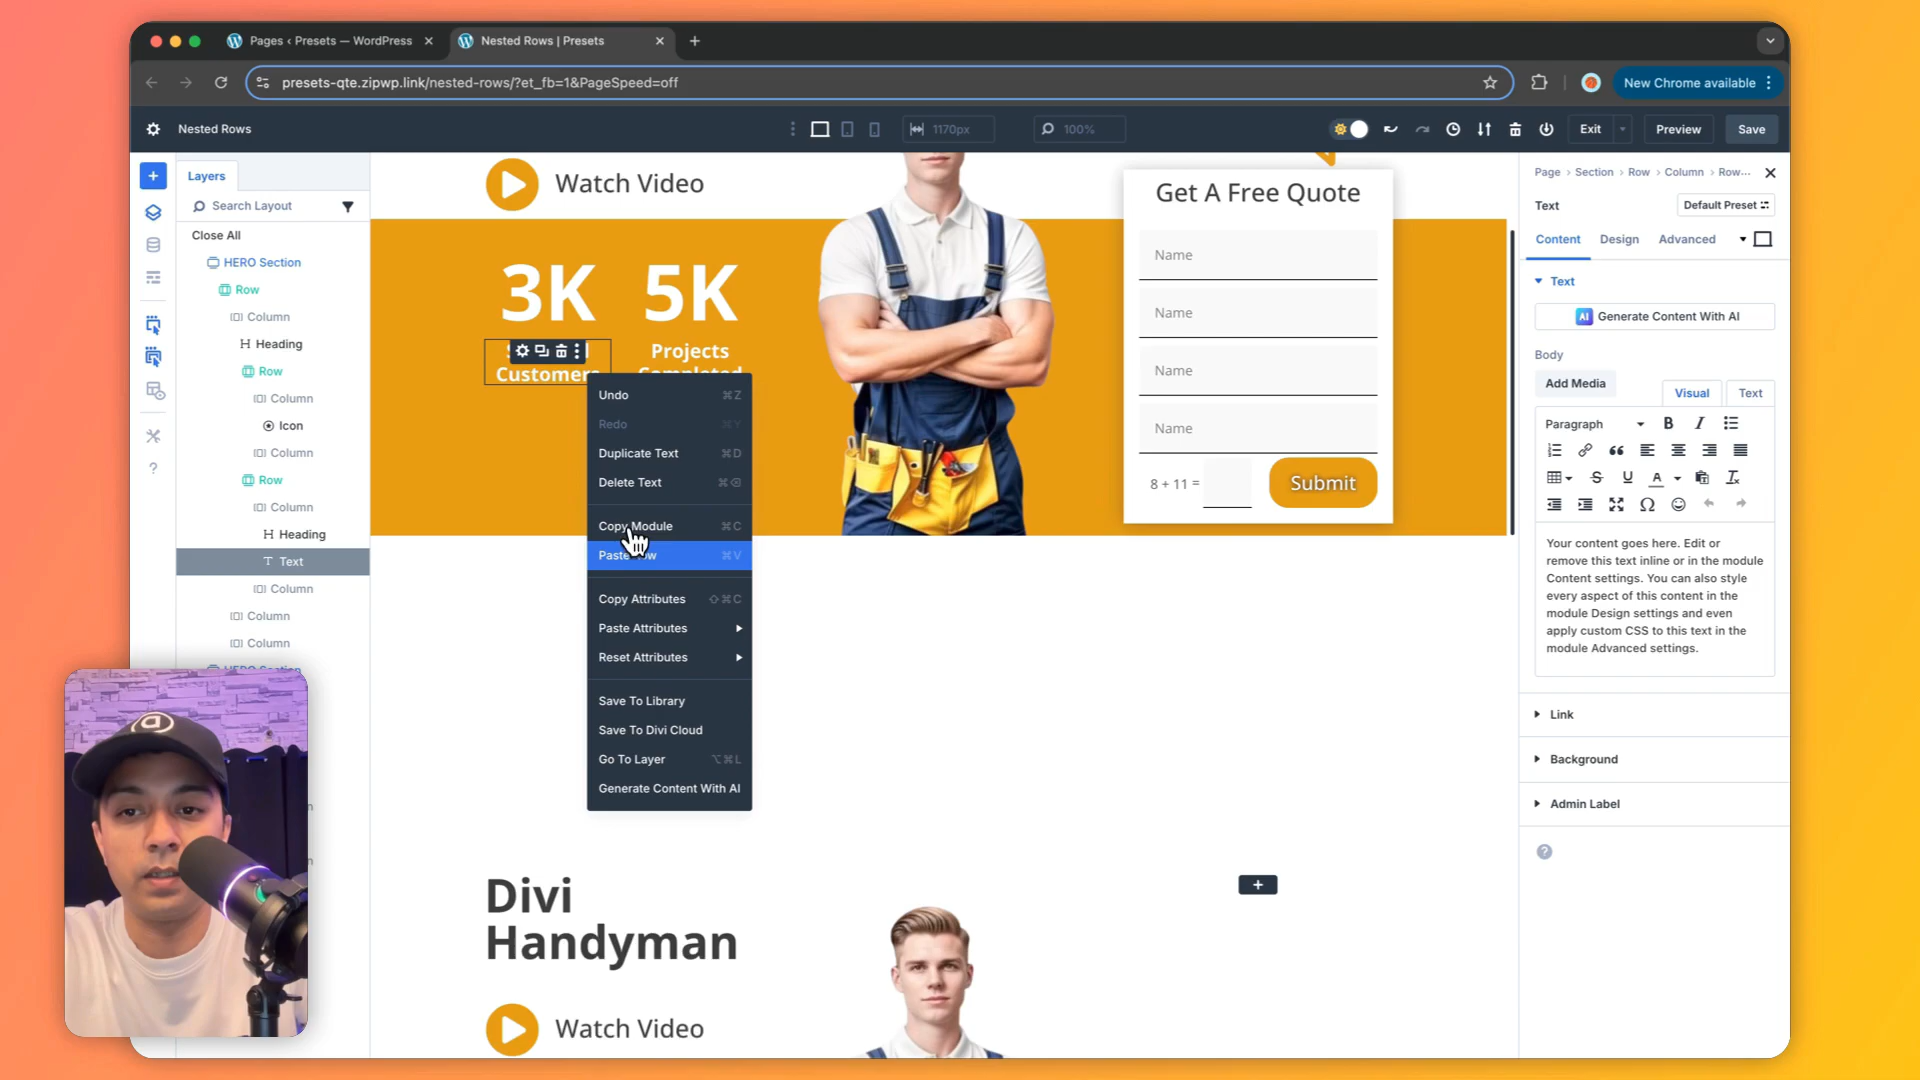 Pages ‹ Presets — WordPress
Nested Rows | Presets
presets-qte.zipwp.link/nested-rows/?et_fb=1&PageSpeed=off
New Chrome available
Nested Rows
1170px
100%
Exit
Preview
Save
Layers
Search Layout
Close All
HERO Section
Row
Column
Heading
Row
Column
Icon
Column
Row
Column
Heading
Text
Column
Column
Column
Watch Video
3K
5K
Customers
Projects
Get A Free Quote
Name
Name
Name
Name
8 + 11 =
Submit
Undo ⌘Z
Redo ⌘Y
Duplicate Text ⌘D
Delete Text ⌘⌫
Copy Module ⌘C
⌘V
Copy Attributes ⇧⌘C
Paste Attributes
Reset Attributes
Save To Library
Save To Divi Cloud
Go To Layer ⌥⌘L
Generate Content With AI
Divi
Handyman
Watch Video
Page › Section › Row › Column › Row...
Text
Default Preset
Content
Design
Advanced
Text
AI Generate Content With AI
Body
Add Media
Visual
Text
Paragraph
Your content goes here. Edit or
remove this text inline or in the module
Content settings. You can also style
every aspect of this content in the
module Design settings and even
apply custom CSS to this text in the
module Advanced settings.
Link
Background
Admin Label